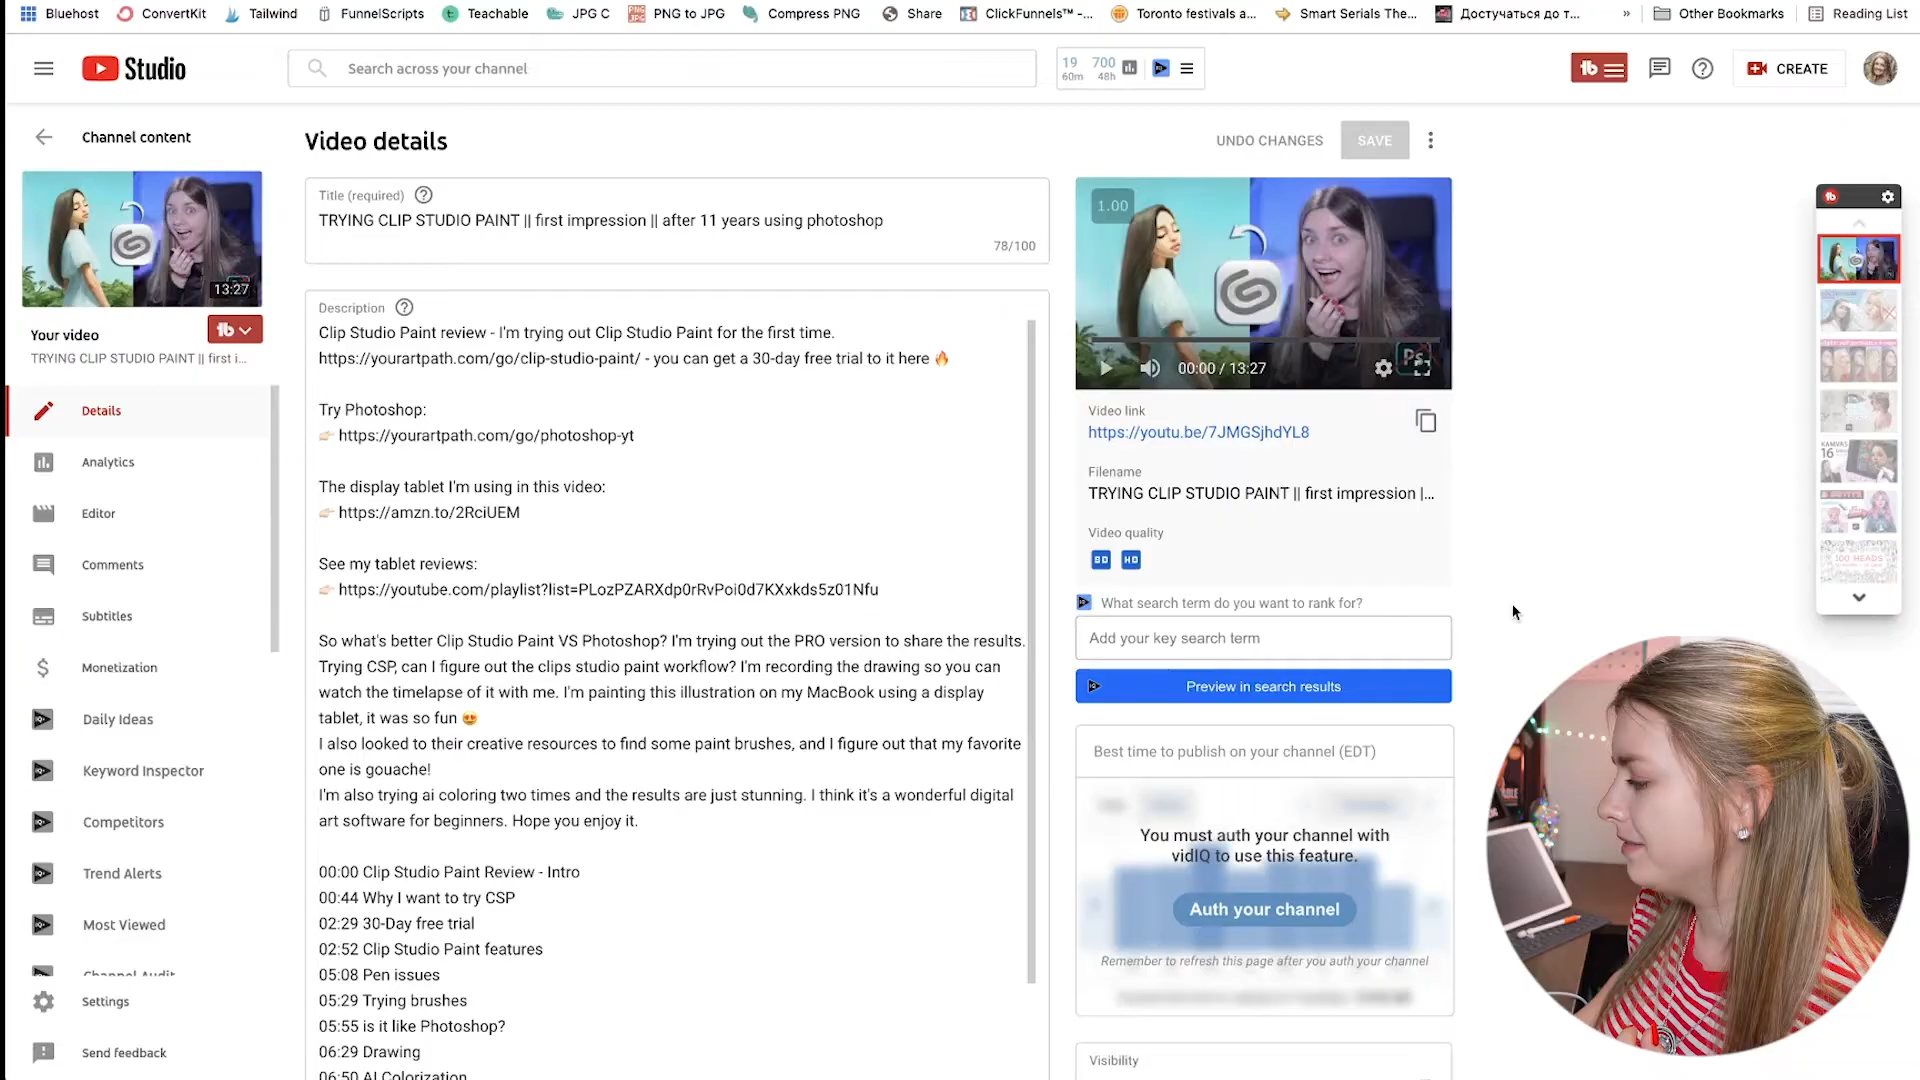 Bluehost
ConvertKit
Tailwind
FunnelScripts
Teachable
JPG C
PNG to JPG
Compress PNG
Share
ClickFunnels™ -...
Toronto festivals a...
Smart Serials The...
Достучаться до т...
»
Other Bookmarks
Reading List
Studio
Search across your channel
19
60m
700
48h
CREATE
Channel content
13:27
Your video
TRYING CLIP STUDIO PAINT || first i...
Details
Analytics
Editor
Comments
Subtitles
Monetization
Daily Ideas
Keyword Inspector
Competitors
Trend Alerts
Most Viewed
Channel Audit
Settings
Send feedback
Video details
UNDO CHANGES
SAVE
Title (required)
TRYING CLIP STUDIO PAINT || first impression || after 11 years using photoshop
78/100
Description
Clip Studio Paint review - I'm trying out Clip Studio Paint for the first time.
https://yourartpath.com/go/clip-studio-paint/ - you can get a 30-day free trial to it here 🔥
Try Photoshop:
👉🏻 https://yourartpath.com/go/photoshop-yt
The display tablet I'm using in this video:
👉🏻 https://amzn.to/2RciUEM
See my tablet reviews:
👉🏻 https://youtube.com/playlist?list=PLozPZARXdp0rRvPoi0d7KXxkds5z01Nfu
So what's better Clip Studio Paint VS Photoshop? I'm trying out the PRO version to share the results.
Trying CSP, can I figure out the clips studio paint workflow? I'm recording the drawing so you can
watch the timelapse of it with me. I'm painting this illustration on my MacBook using a display
tablet, it was so fun 😍
I also looked to their creative resources to find some paint brushes, and I figure out that my favorite
one is gouache!
I'm also trying ai coloring two times and the results are just stunning. I think it's a wonderful digital
art software for beginners. Hope you enjoy it.
00:00 Clip Studio Paint Review - Intro
00:44 Why I want to try CSP
02:29 30-Day free trial
02:52 Clip Studio Paint features
05:08 Pen issues
05:29 Trying brushes
05:55 is it like Photoshop?
06:29 Drawing
06:50 AI Colorization
1.00
Ps
00:00 / 13:27
Video link
https://youtu.be/7JMGSjhdYL8
Filename
TRYING CLIP STUDIO PAINT || first impression |...
Video quality
SD HD
What search term do you want to rank for?
Add your key search term
Preview in search results
Best time to publish on your channel (EDT)
You must auth your channel with
vidIQ to use this feature.
Auth your channel
Remember to refresh this page after you auth your channel
Visibility
KAMVAS
16
100 HEADS